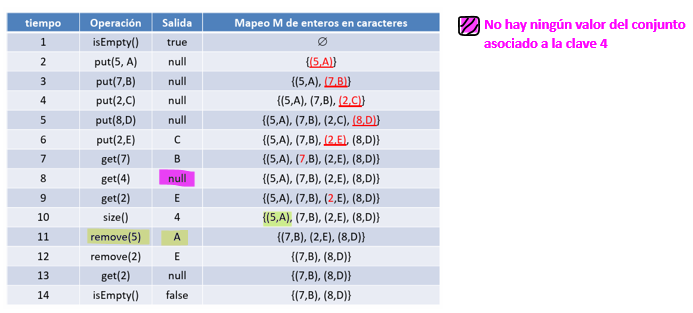 tiempo Operación Salida Mapeo M de enteros en caracteres
1 isEmpty() true ∅
2 put(5, A) null {(5,A)}
3 put(7,B) null {(5,A), (7,B)}
4 put(2,C) null {(5,A), (7,B), (2,C)}
5 put(8,D) null {(5,A), (7,B), (2,C), (8,D)}
6 put(2,E) C {(5,A), (7,B), (2,E), (8,D)}
7 get(7) B {(5,A), (7,B), (2,E), (8,D)}
8 get(4) null {(5,A), (7,B), (2,E), (8,D)}
9 get(2) E {(5,A), (7,B), (2,E), (8,D)}
10 size() 4 {(5,A), (7,B), (2,E), (8,D)}
11 remove(5) A {(7,B), (2,E), (8,D)}
12 remove(2) E {(7,B), (8,D)}
13 get(2) null {(7,B), (8,D)}
14 isEmpty() false {(7,B), (8,D)}
No hay ningún valor del conjunto
asociado a la clave 4